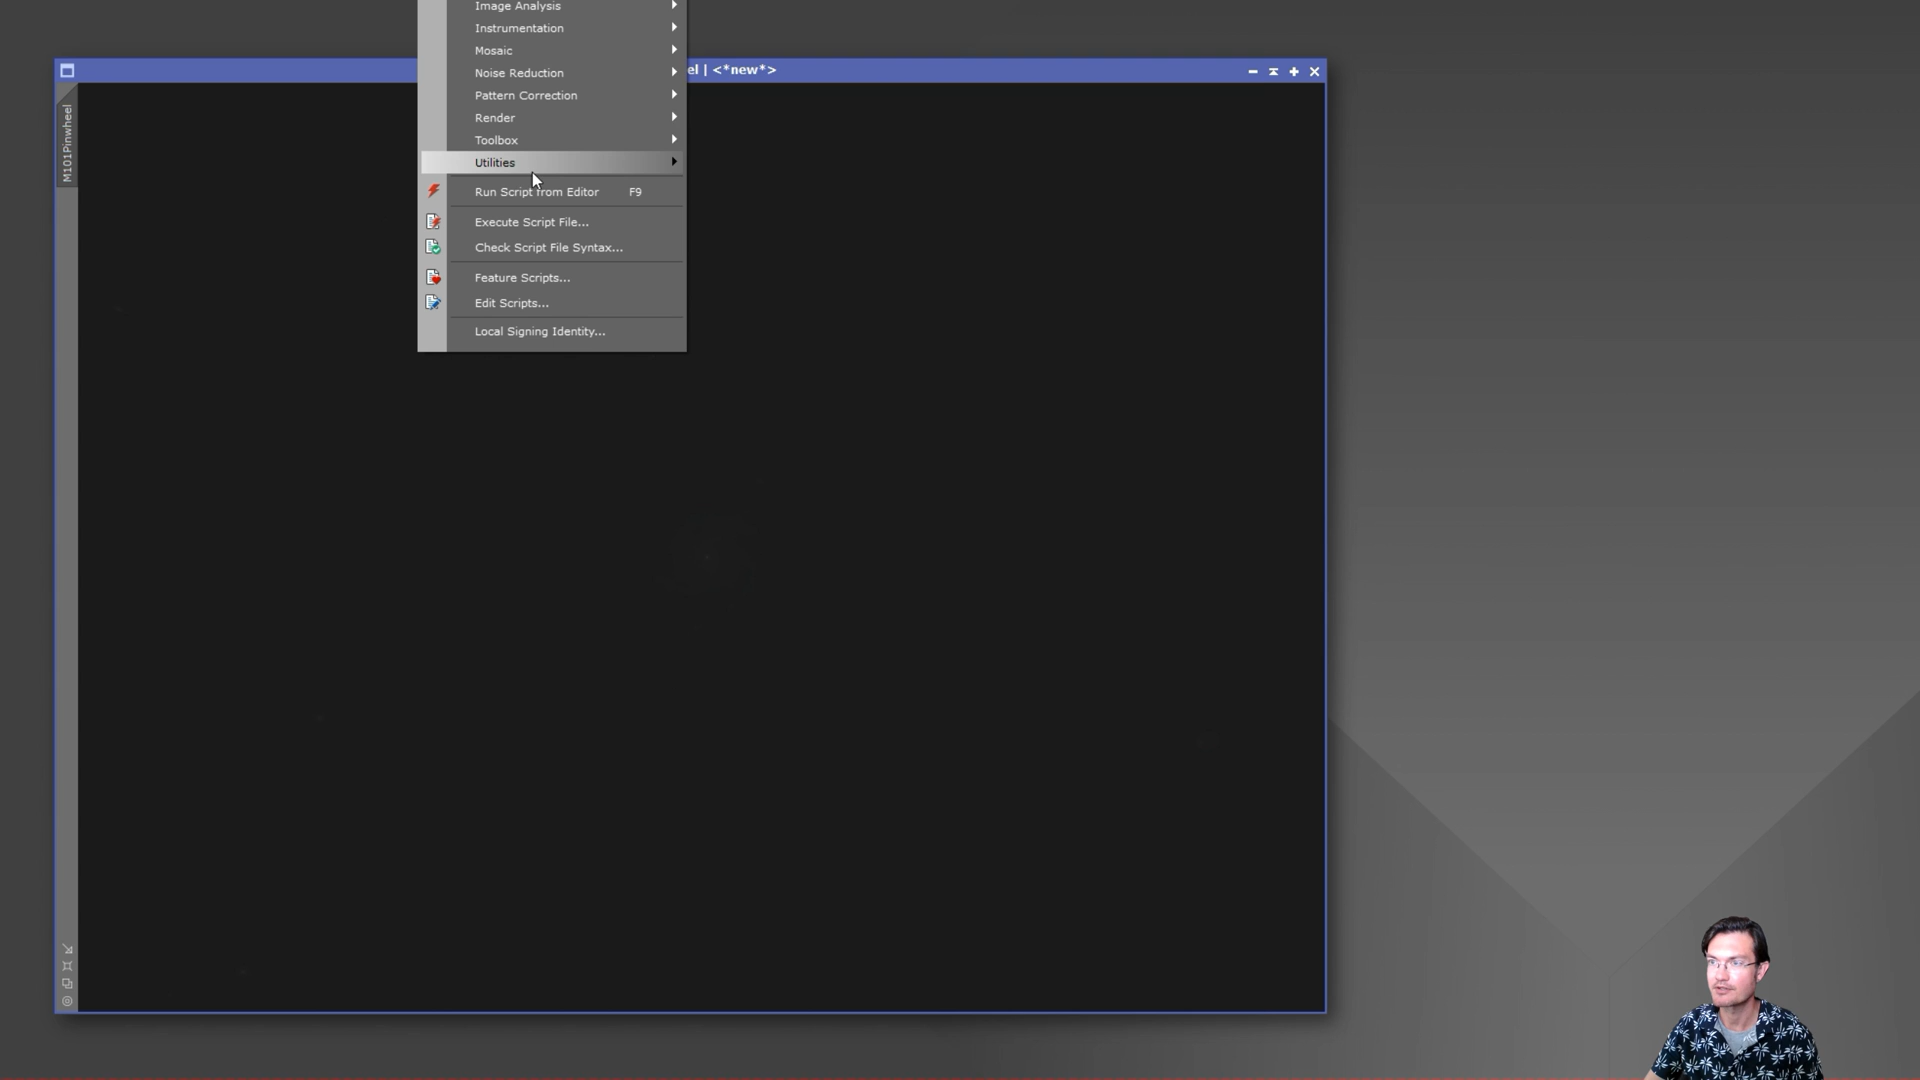 Image Analysis
Instrumentation
Mosaic
Noise Reduction
Pattern Correction
Render
Toolbox
Utilities
Run Script from Editor F9
Execute Script File...
Check Script File Syntax...
Feature Scripts...
Edit Scripts...
Local Signing Identity...
el | <*new*>
M101Pinwheel